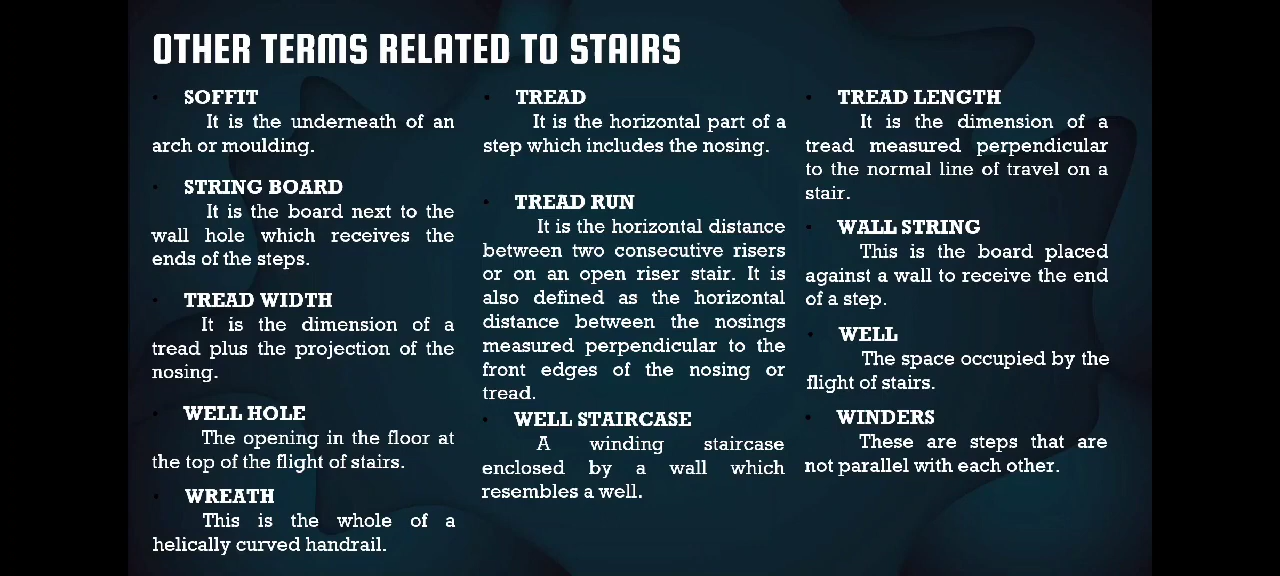 OTHER TERMS RELATED TO STAIRS
SOFFIT
It is the underneath of an
arch or moulding.
STRING BOARD
It is the board next to the
wall hole which receives the
ends of the steps.
TREAD WIDTH
It is the dimension of a
tread plus the projection of the
nosing.
WELL HOLE
The opening in the floor at
the top of the flight of stairs.
WREATH
This is the whole of a
helically curved handrail.
TREAD
It is the horizontal part of a
step which includes the nosing.
TREAD RUN
It is the horizontal distance
between two consecutive risers
or on an open riser stair. It is
also defined as the horizontal
distance between the nosings
measured perpendicular to the
front edges of the nosing or
tread.
WELL STAIRCASE
A winding staircase
enclosed by a wall which
resembles a well.
TREAD LENGTH
It is the dimension of a
tread measured perpendicular
to the normal line of travel on a
stair.
WALL STRING
This is the board placed
against a wall to receive the end
of a step.
WELL
The space occupied by the
flight of stairs.
WINDERS
These are steps that are
not parallel with each other.